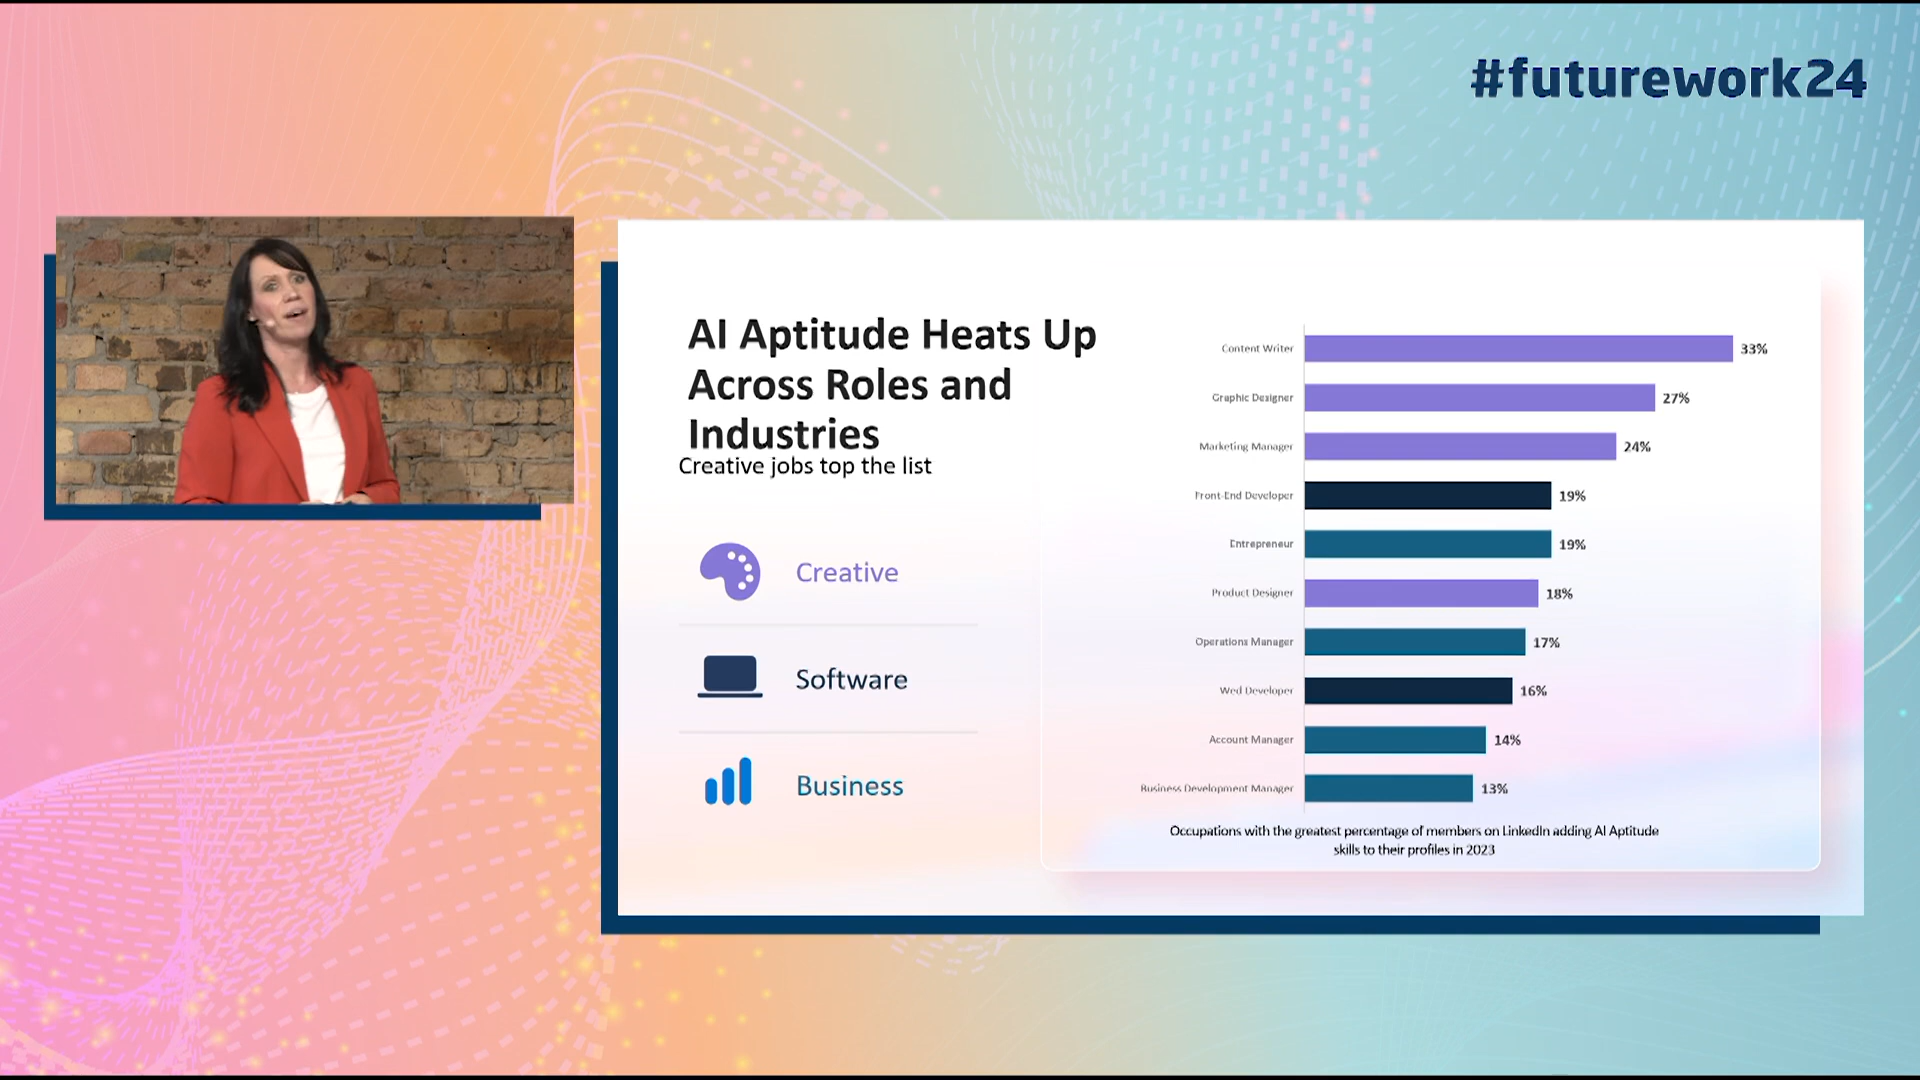 #futurework24
AI Aptitude Heats Up
Across Roles and
Industries
Creative jobs top the list
Creative
Software
Business
Content Writer 33%
Graphic Designer 27%
Marketing Manager 24%
Front-End Developer 19%
Entrepreneur 19%
Product Designer 18%
Operations Manager 17%
Wed Developer 16%
Account Manager 14%
Business Development Manager 13%
Occupations with the greatest percentage of members on LinkedIn adding AI Aptitude
skills to their profiles in 2023